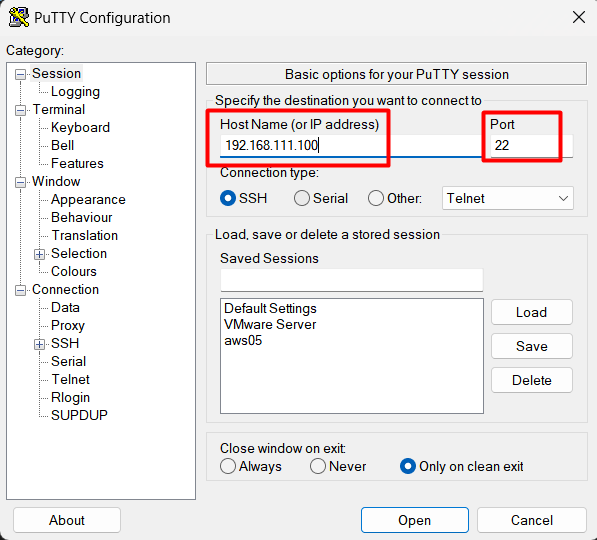 PuTTY Configuration
Category:
Session
Logging
Terminal
Keyboard
Bell
Features
Window
Appearance
Behaviour
Translation
Selection
Colours
Connection
Data
Proxy
SSH
Serial
Telnet
Rlogin
SUPDUP
Basic options for your PuTTY session
Specify the destination you want to connect to
Host Name (or IP address) Port
192.168.111.100 22
Connection type:
SSH Serial Other: Telnet
Load, save or delete a stored session
Saved Sessions
Default Settings
VMware Server
aws05
Load
Save
Delete
Close window on exit:
Always Never Only on clean exit
About Open Cancel